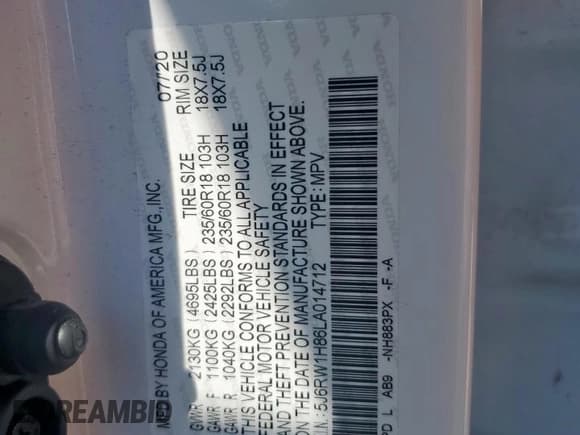 MFD BY HONDA OF AMERICA MFG.,INC. 07/'20
GVWR 2130KG (4695LBS) TIRE SIZE RIM SIZE
GAWR F 1100KG (2425LBS) 235/60R18 103H 18X7.5J
GAWR R 1040KG (2292LBS) 235/60R18 103H 18X7.5J
THIS VEHICLE CONFORMS TO ALL APPLICABLE
FEDERAL MOTOR VEHICLE SAFETY
AND THEFT PREVENTION STANDARDS IN EFFECT
ON THE DATE OF MANUFACTURE SHOWN ABOVE.
V.I.N.:5J6RW1H86LA014712 TYPE:MPV
PD L AB9 -NH883PX -F -A
DREAMBID